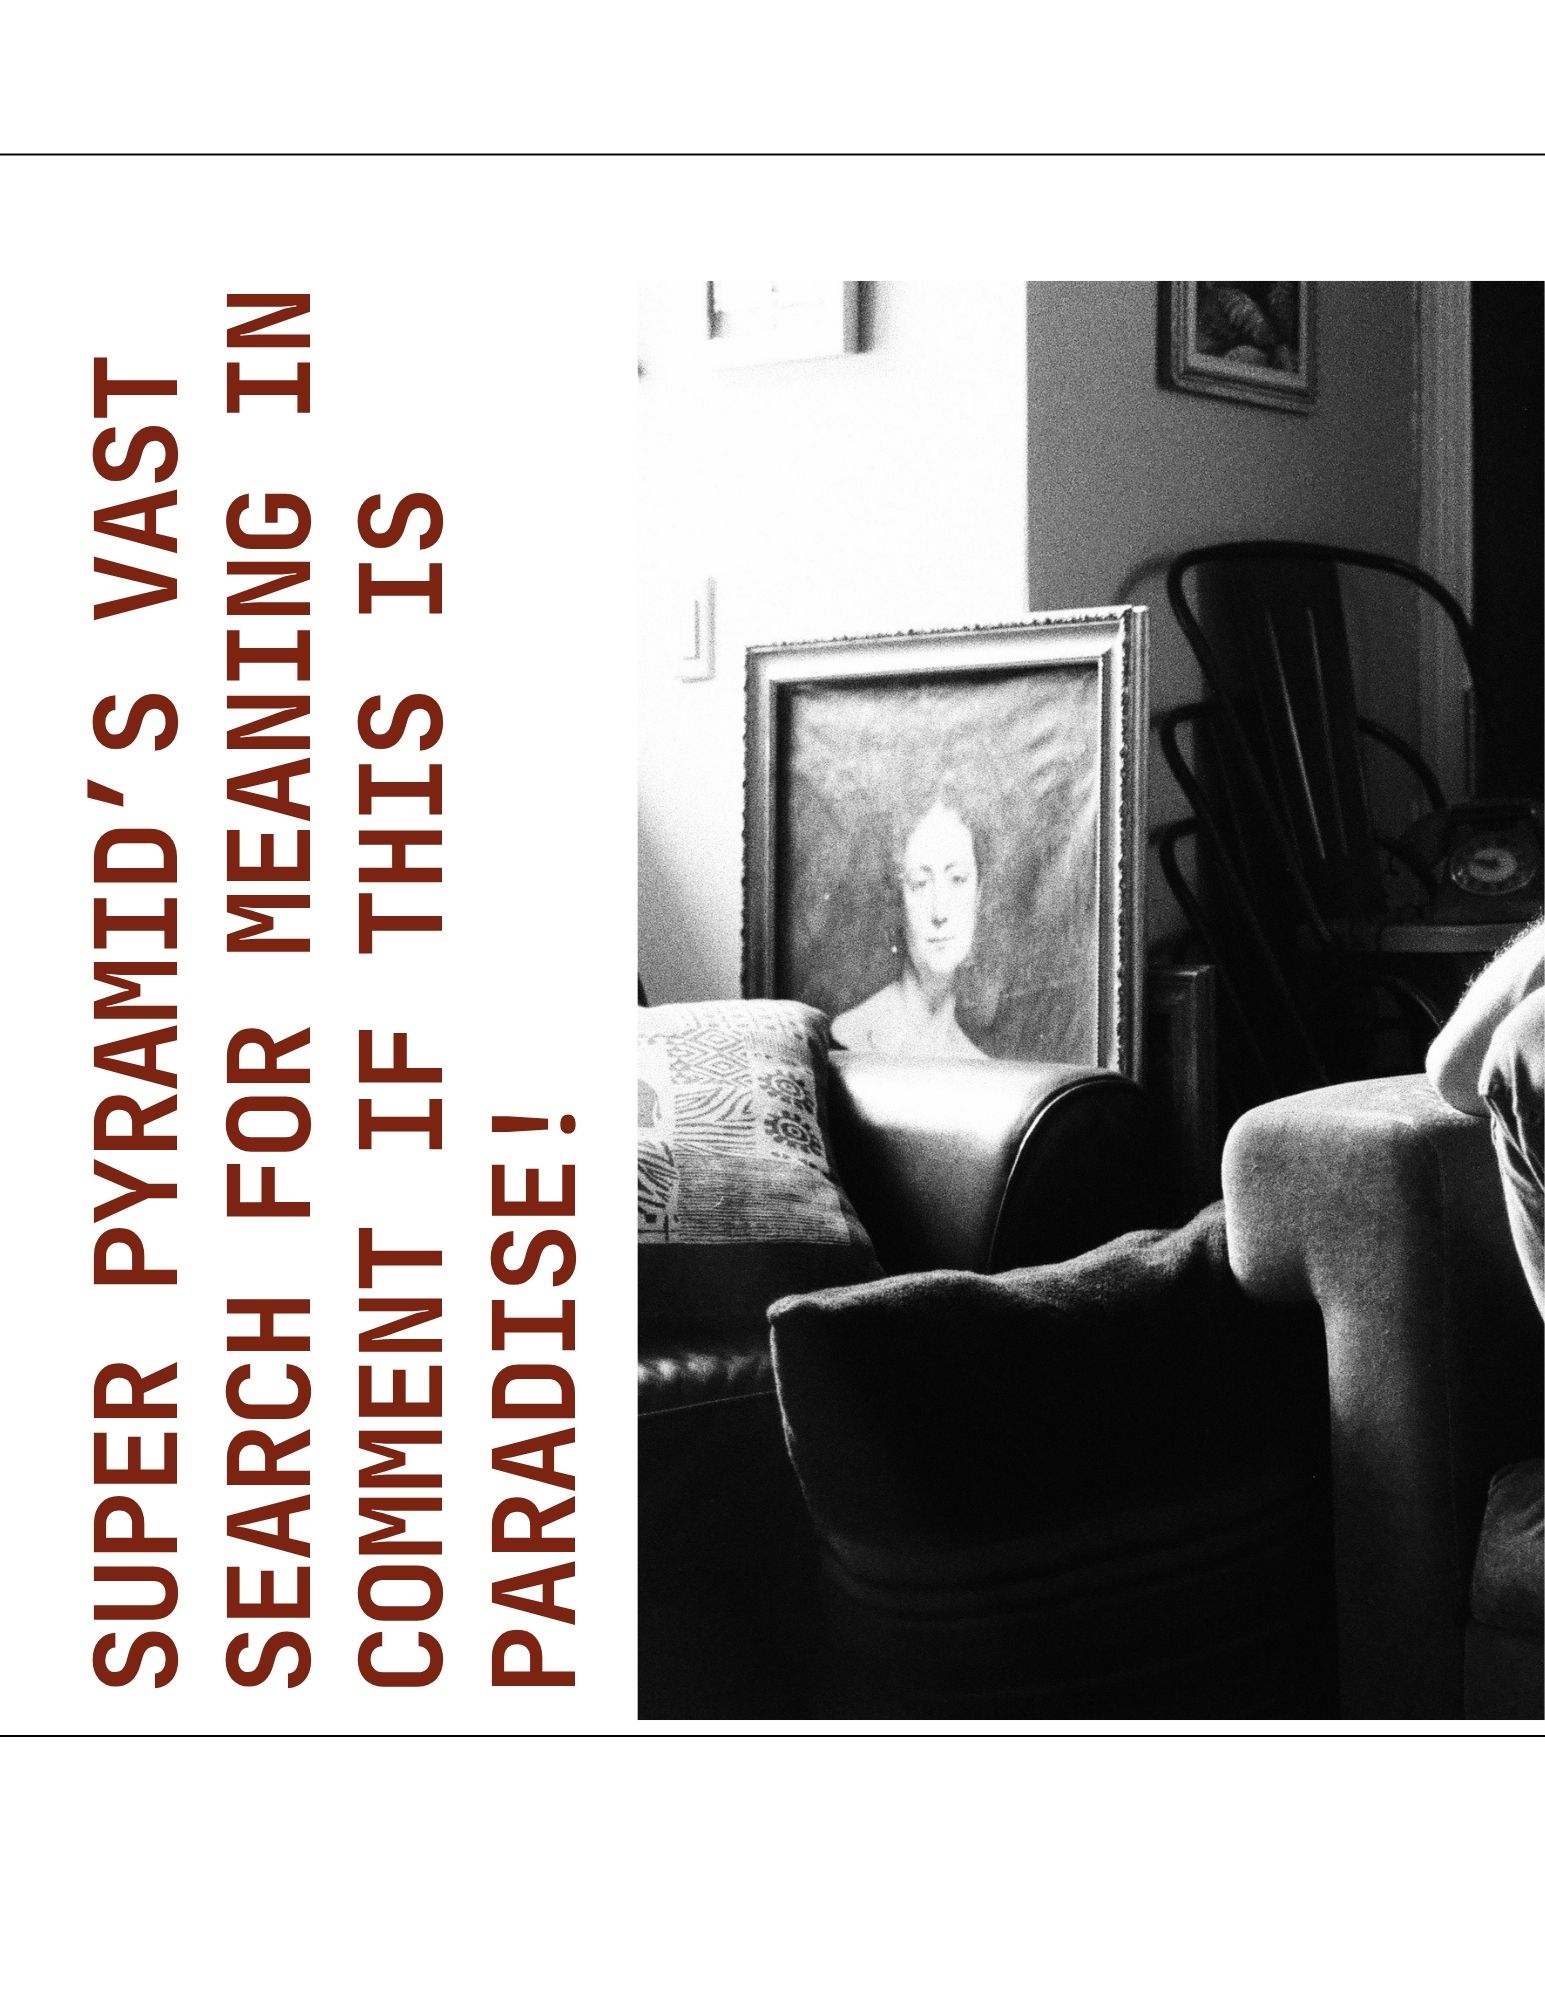 SUPER PYRAMID’S VAST
SEARCH FOR MEANING IN
COMMENT IF THIS IS
PARADISE!